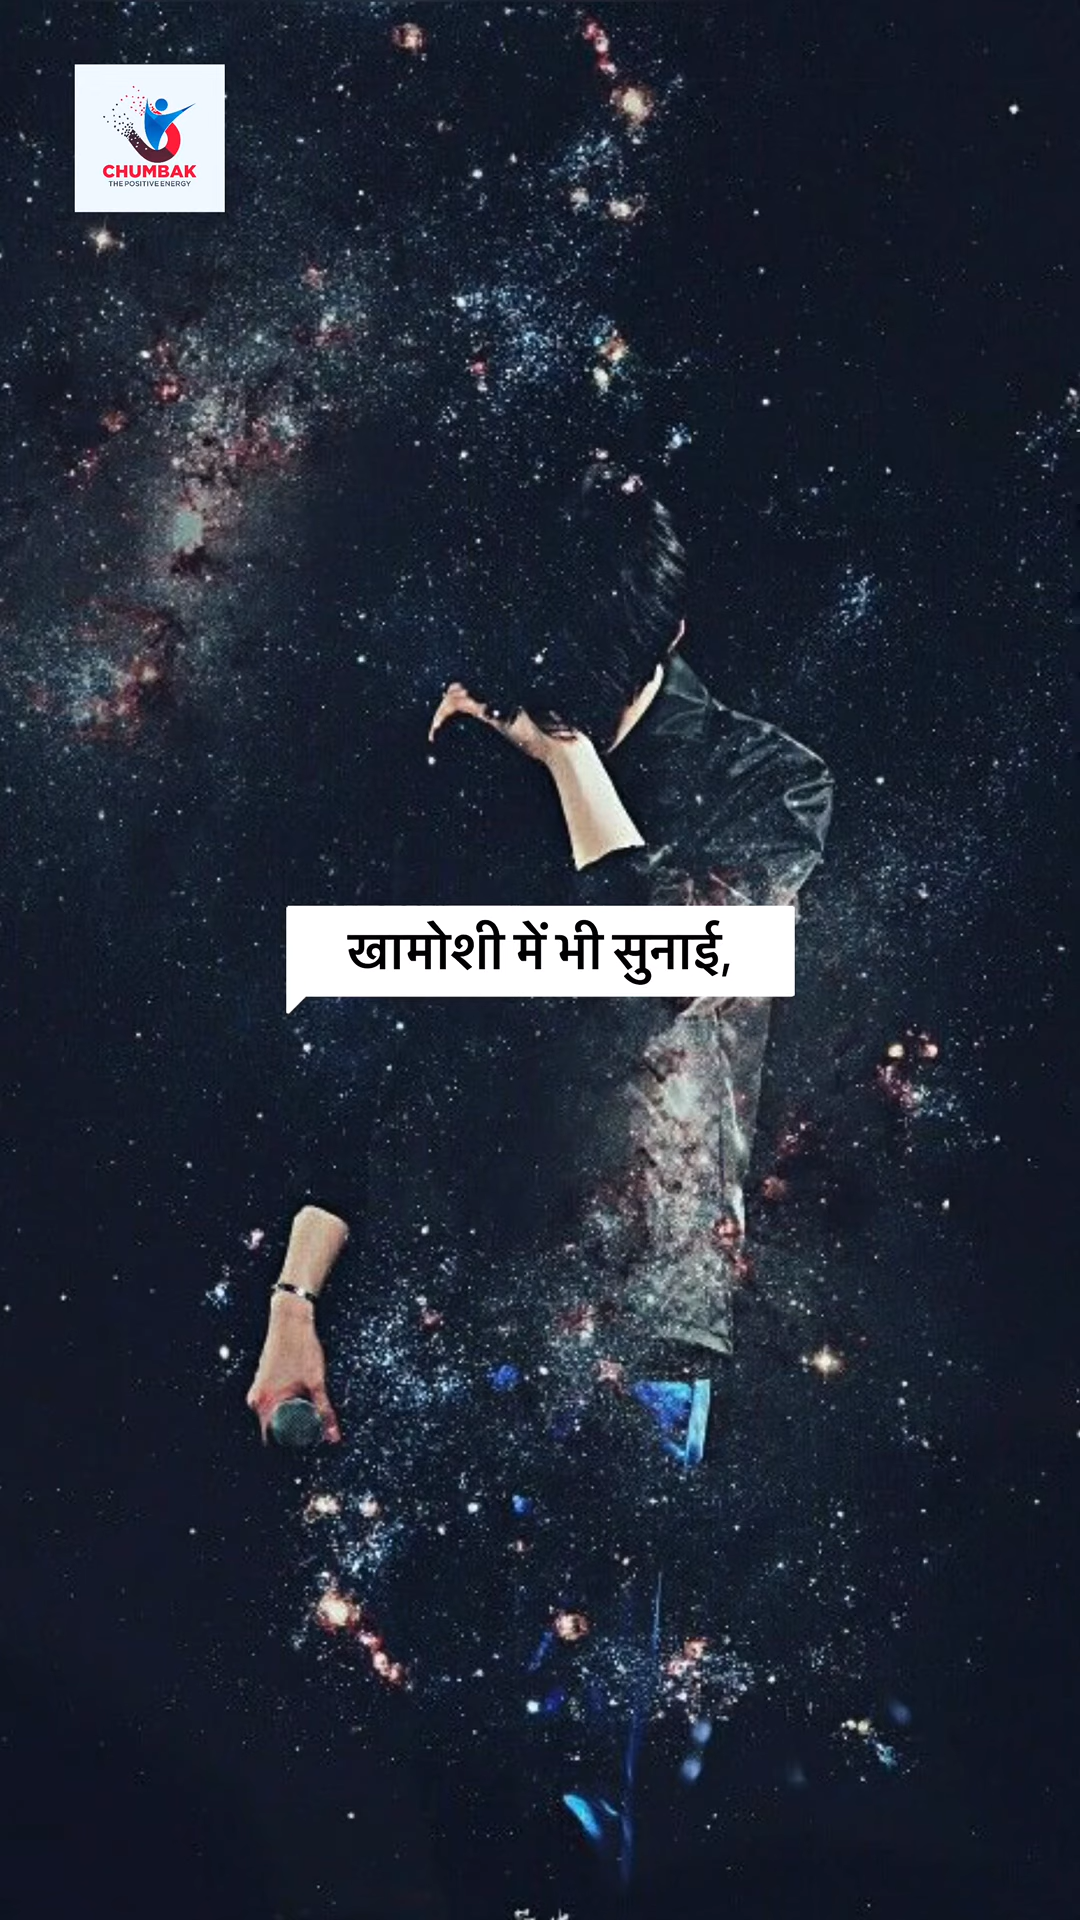 CHUMBAK
THE POSITIVE ENERGY
खामोशी में भी सुनाई,